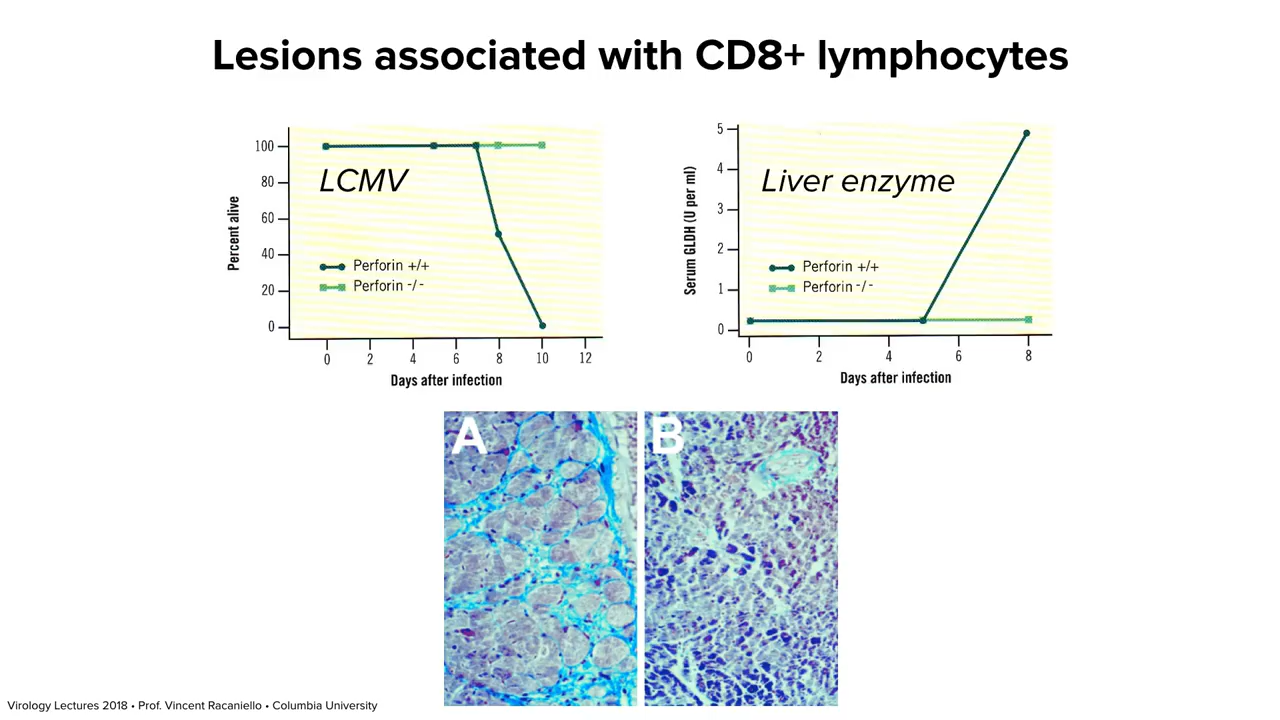 Lesions associated with CD8+ lymphocytes
LCMV
Percent alive
100
80
60
40
20
0
Perforin +/+
Perforin -/-
0 2 4 6 8 10 12
Days after infection
Liver enzyme
Serum GLDH (U per ml)
5
4
3
2
1
0
Perforin +/+
Perforin -/-
0 2 4 6 8
Days after infection
A
B
Virology Lectures 2018 • Prof. Vincent Racaniello • Columbia University